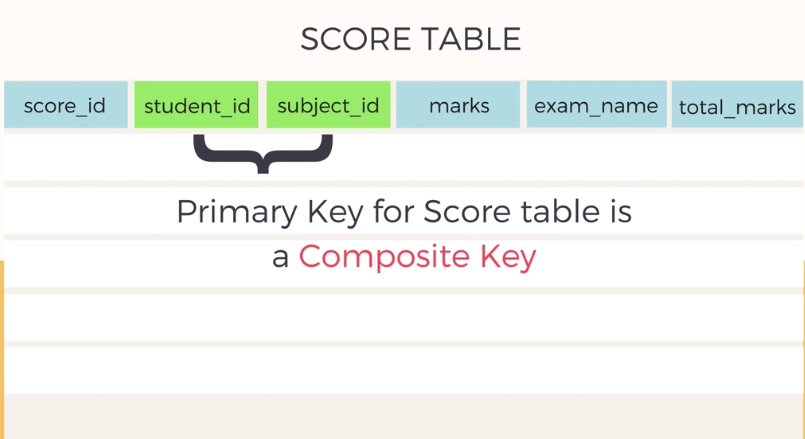 SCORE TABLE
score_id student_id subject_id marks exam_name total_marks
Primary Key for Score table is
a Composite Key